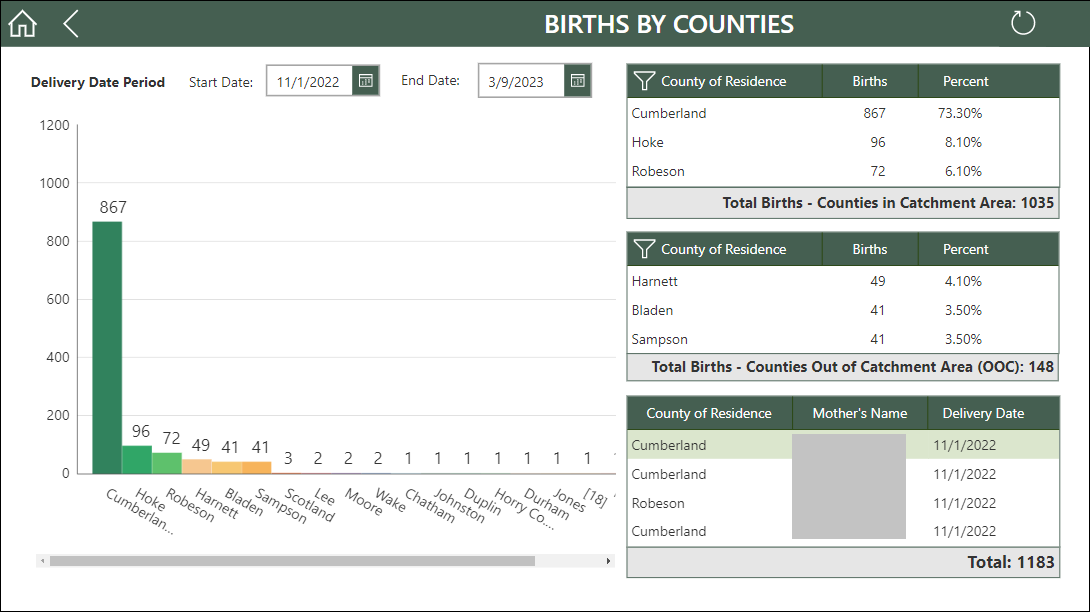 BIRTHS BY COUNTIES
Delivery Date Period Start Date: 11/1/2022 End Date: 3/9/2023
1200
1000
800
600
400
200
0
867 96 72 49 41 41 3 2 2 2 1 1 1 1 1 1 1
Cumberlan... Hoke Robeson Harnett Bladen Sampson Scotland Lee Moore Wake Chatham Johnston Duplin Horry Co.... Durham Jones [18]
County of Residence Births Percent
Cumberland 867 73.30%
Hoke 96 8.10%
Robeson 72 6.10%
Total Births - Counties in Catchment Area: 1035
County of Residence Births Percent
Harnett 49 4.10%
Bladen 41 3.50%
Sampson 41 3.50%
Total Births - Counties Out of Catchment Area (OOC): 148
County of Residence Mother's Name Delivery Date
Cumberland 11/1/2022
Cumberland 11/1/2022
Robeson 11/1/2022
Cumberland 11/1/2022
Total: 1183